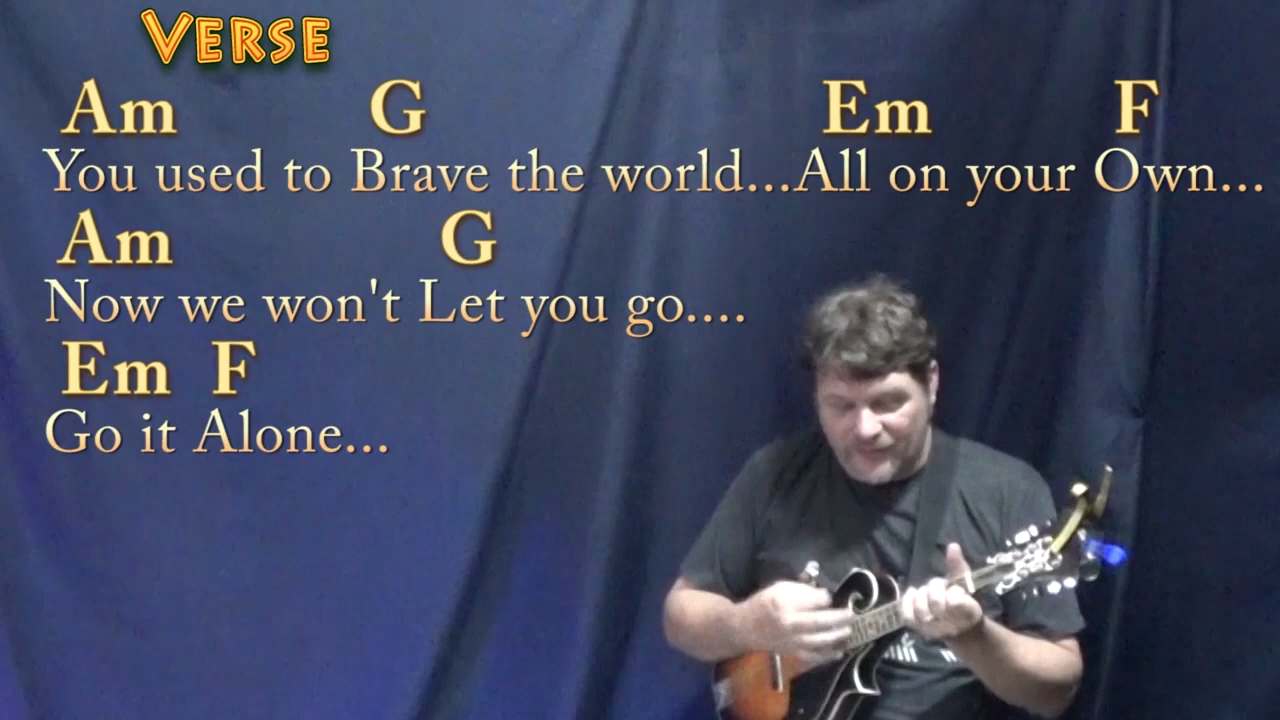 VERSE
Am G Em F
You used to Brave the world...All on your Own...
Am G
Now we won't Let you go....
Em F
Go it Alone...